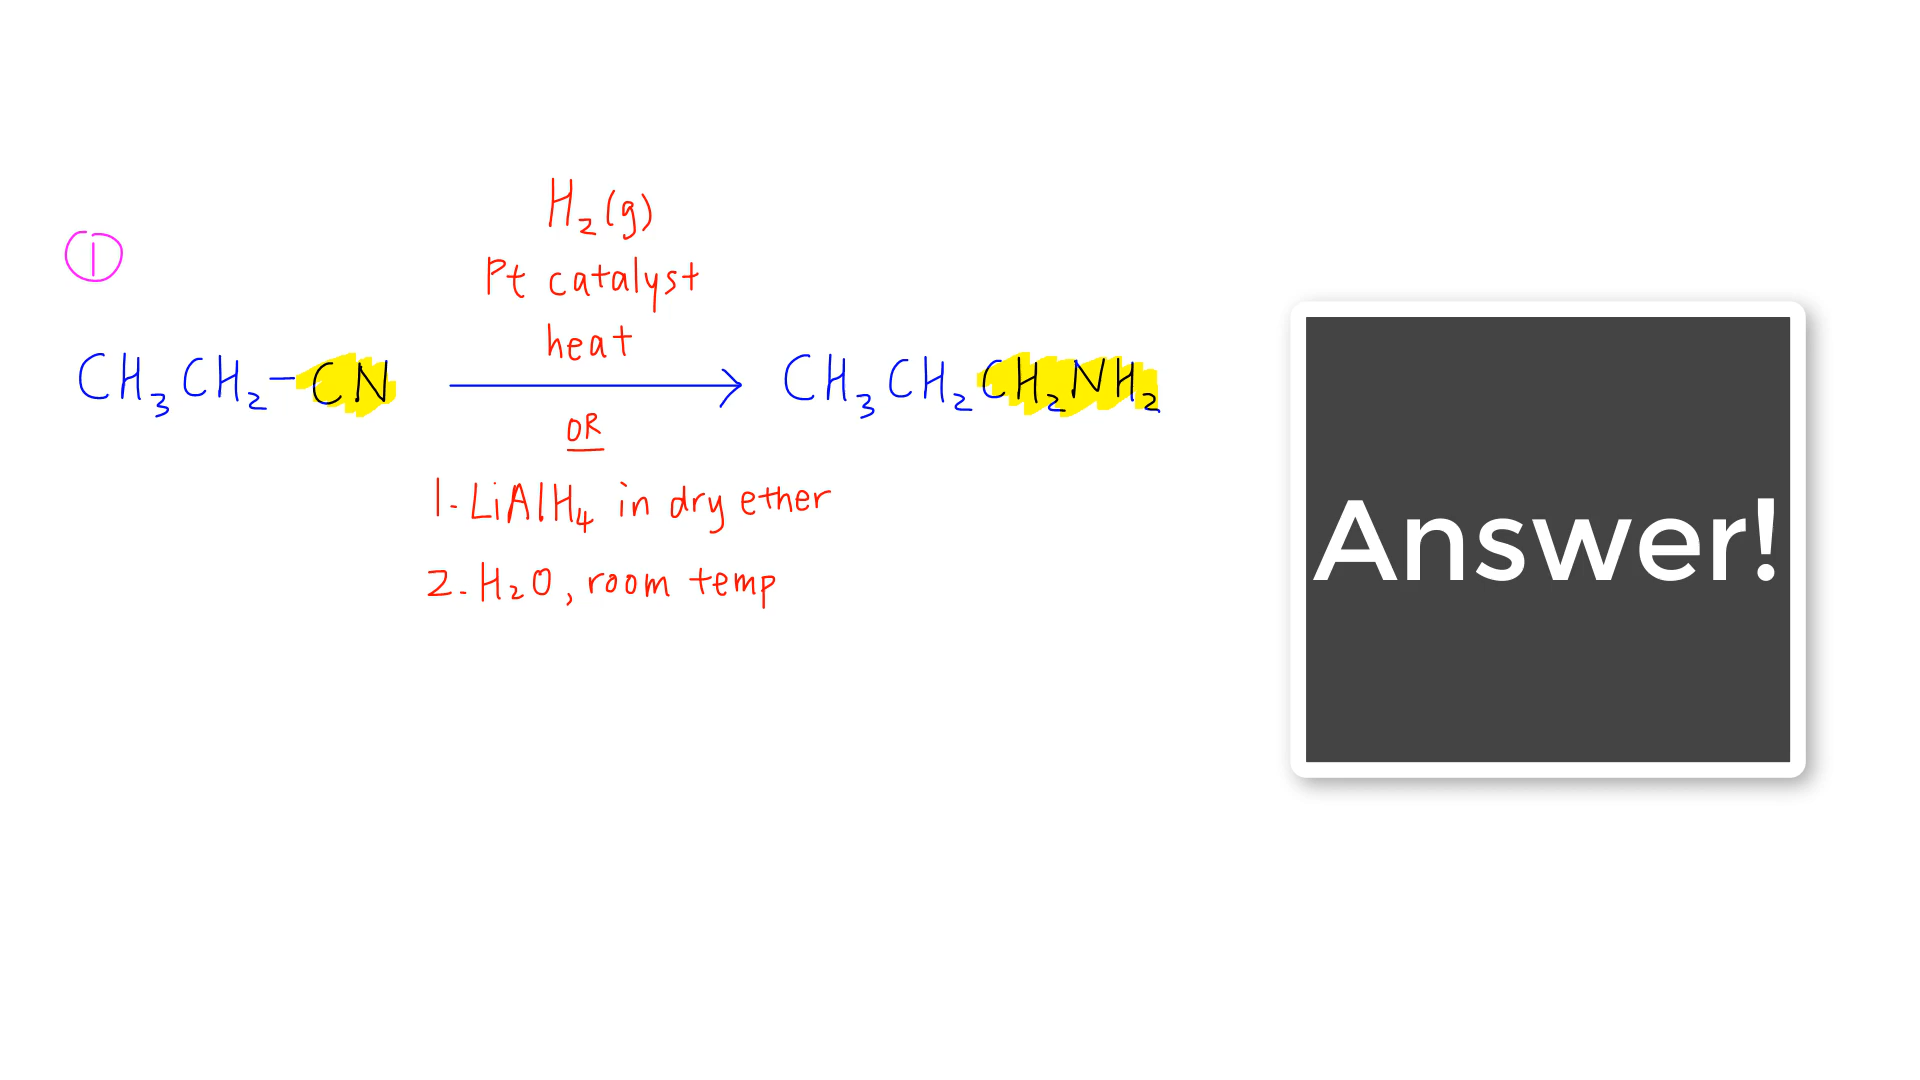 ①
H₂(g)
Pt catalyst
heat
CH₃CH₂–CN → CH₃CH₂CH₂NH₂
OR
1. LiAlH₄ in dry ether
2. H₂O, room temp
Answer!